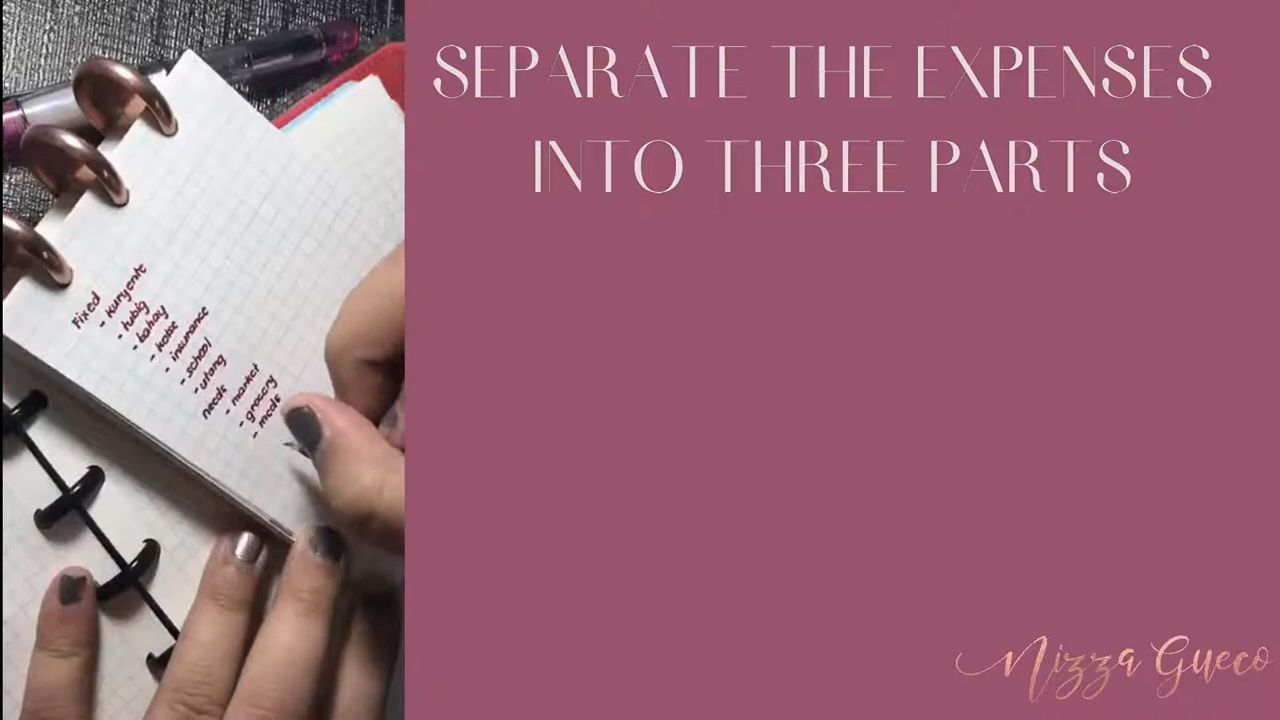 SEPARATE THE EXPENSES
INTO THREE PARTS
Fixed
- kuryente
- tubig
- bahay
- kotse
- insurance
- school
- utang
needs
- market
- grocery
- meds
Nizza Gueco